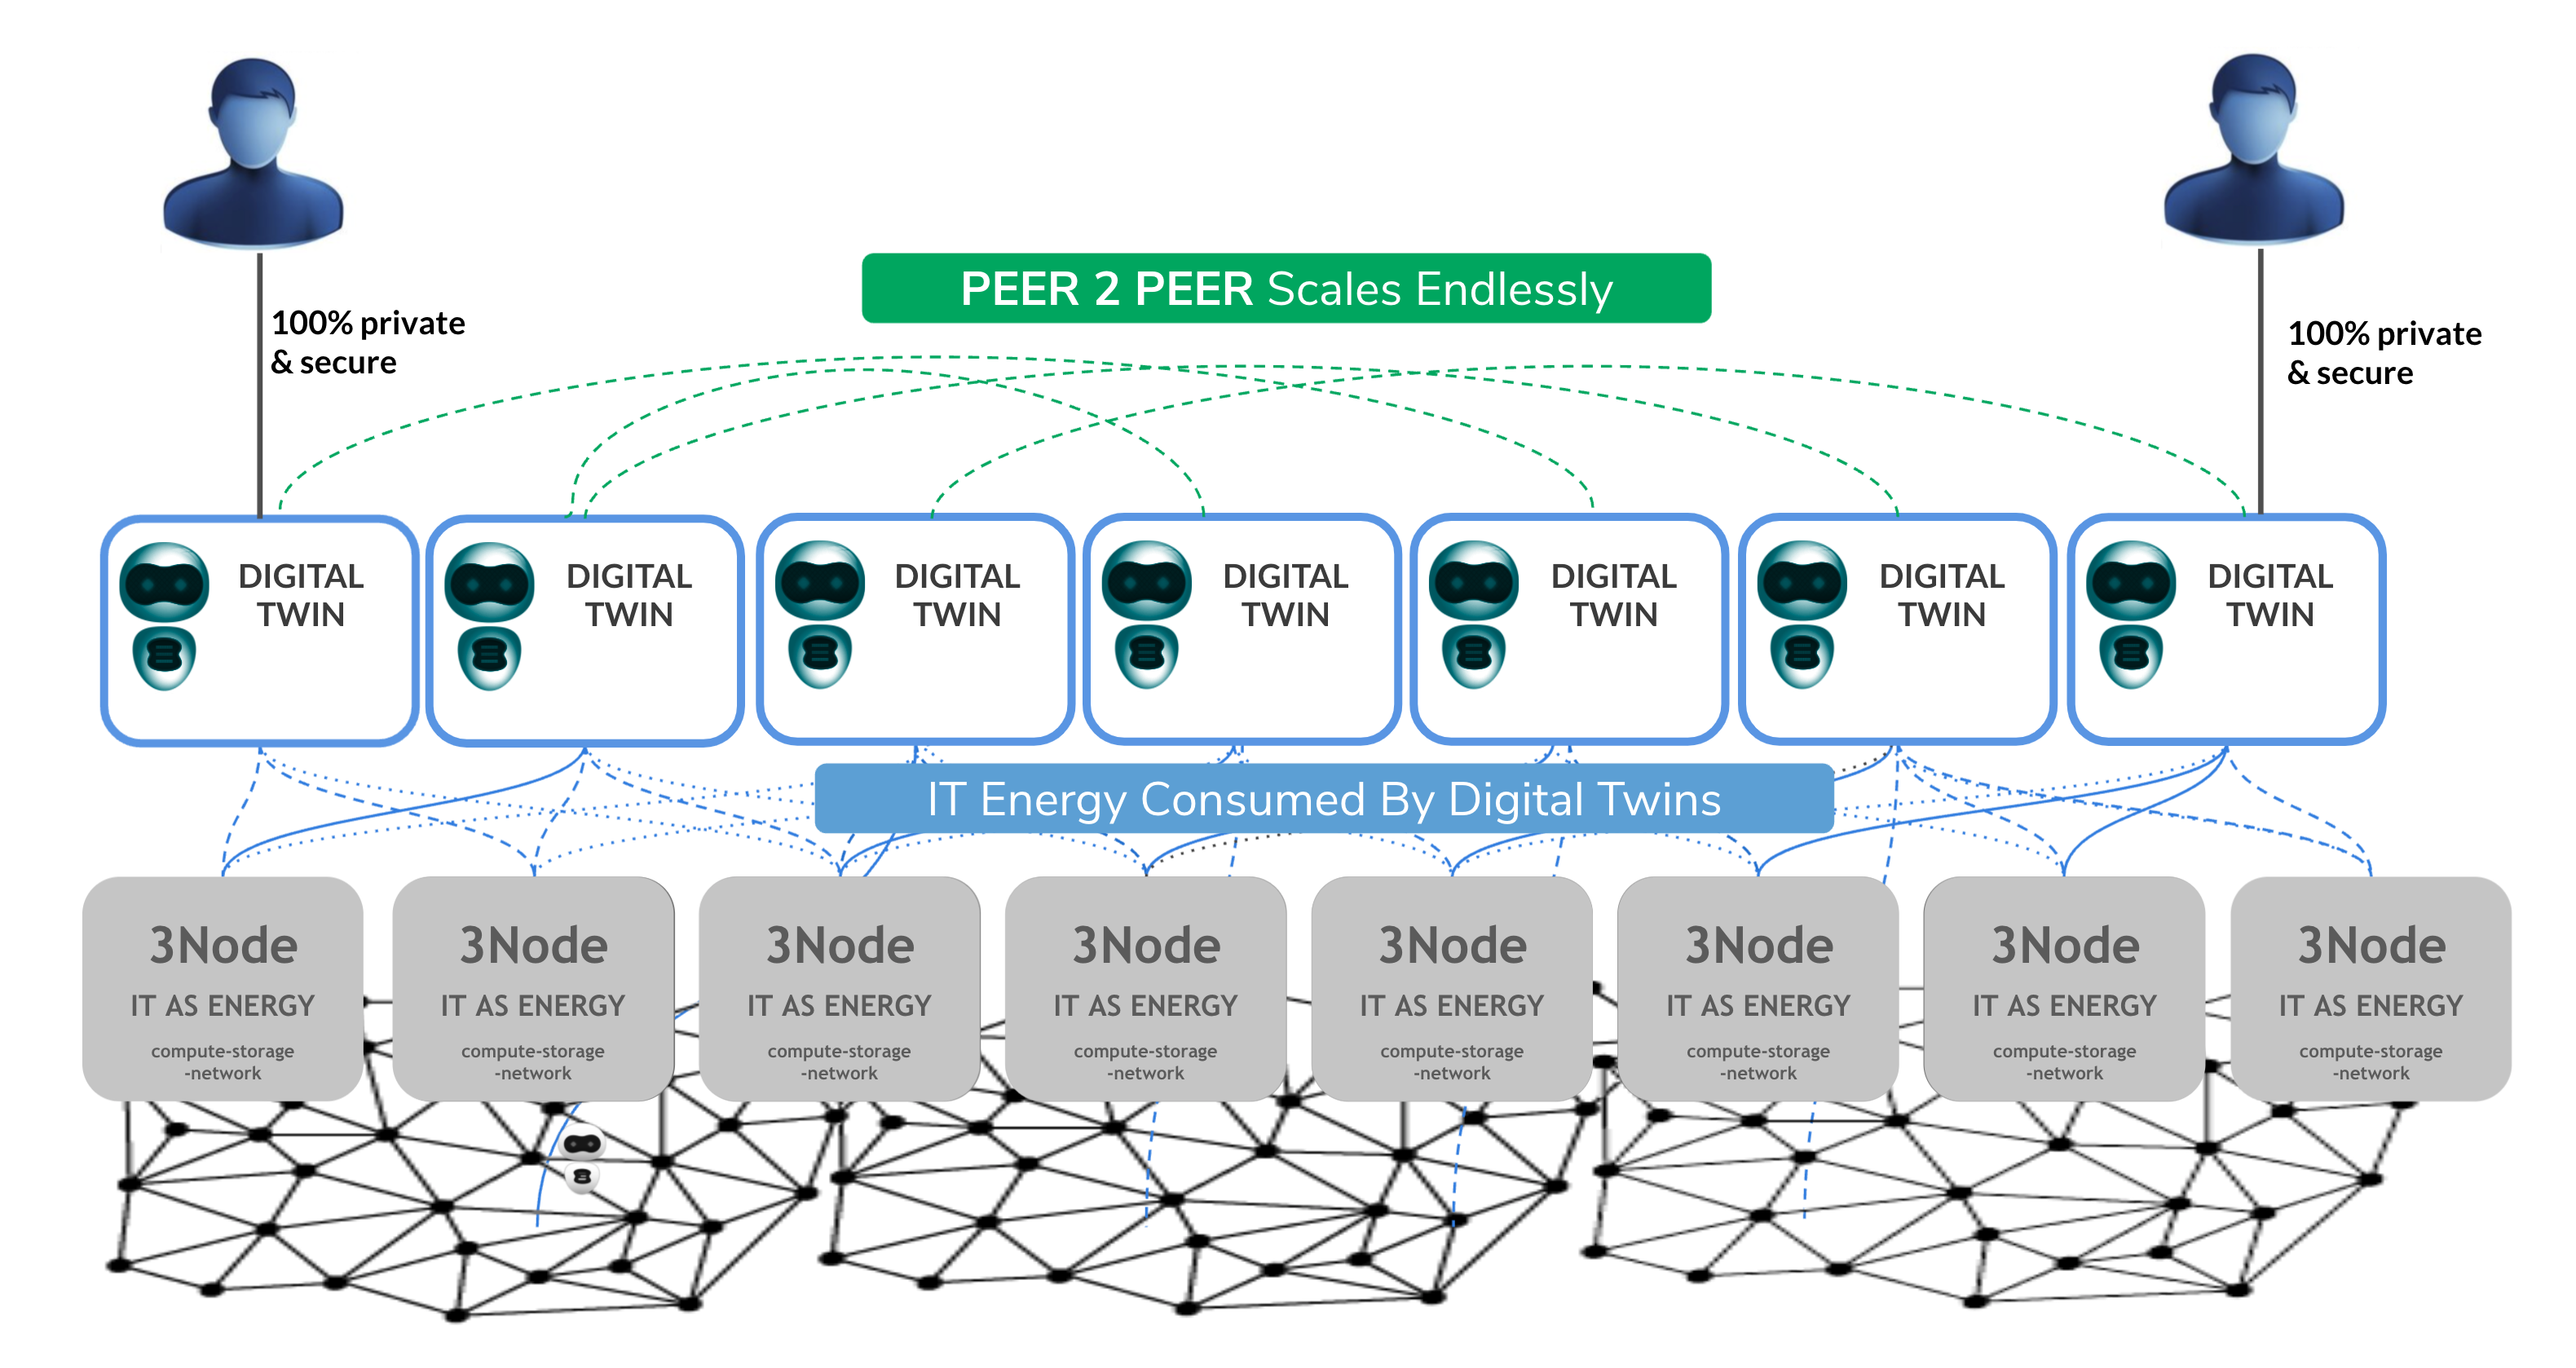 PEER 2 PEER Scales Endlessly
100% private
& secure
100% private
& secure
DIGITAL
TWIN
DIGITAL
TWIN
DIGITAL
TWIN
DIGITAL
TWIN
DIGITAL
TWIN
DIGITAL
TWIN
DIGITAL
TWIN
IT Energy Consumed By Digital Twins
3Node
IT AS ENERGY
compute-storage
-network
3Node
IT AS ENERGY
compute-storage
-network
3Node
IT AS ENERGY
compute-storage
-network
3Node
IT AS ENERGY
compute-storage
-network
3Node
IT AS ENERGY
compute-storage
-network
3Node
IT AS ENERGY
compute-storage
-network
3Node
IT AS ENERGY
compute-storage
-network
3Node
IT AS ENERGY
compute-storage
-network